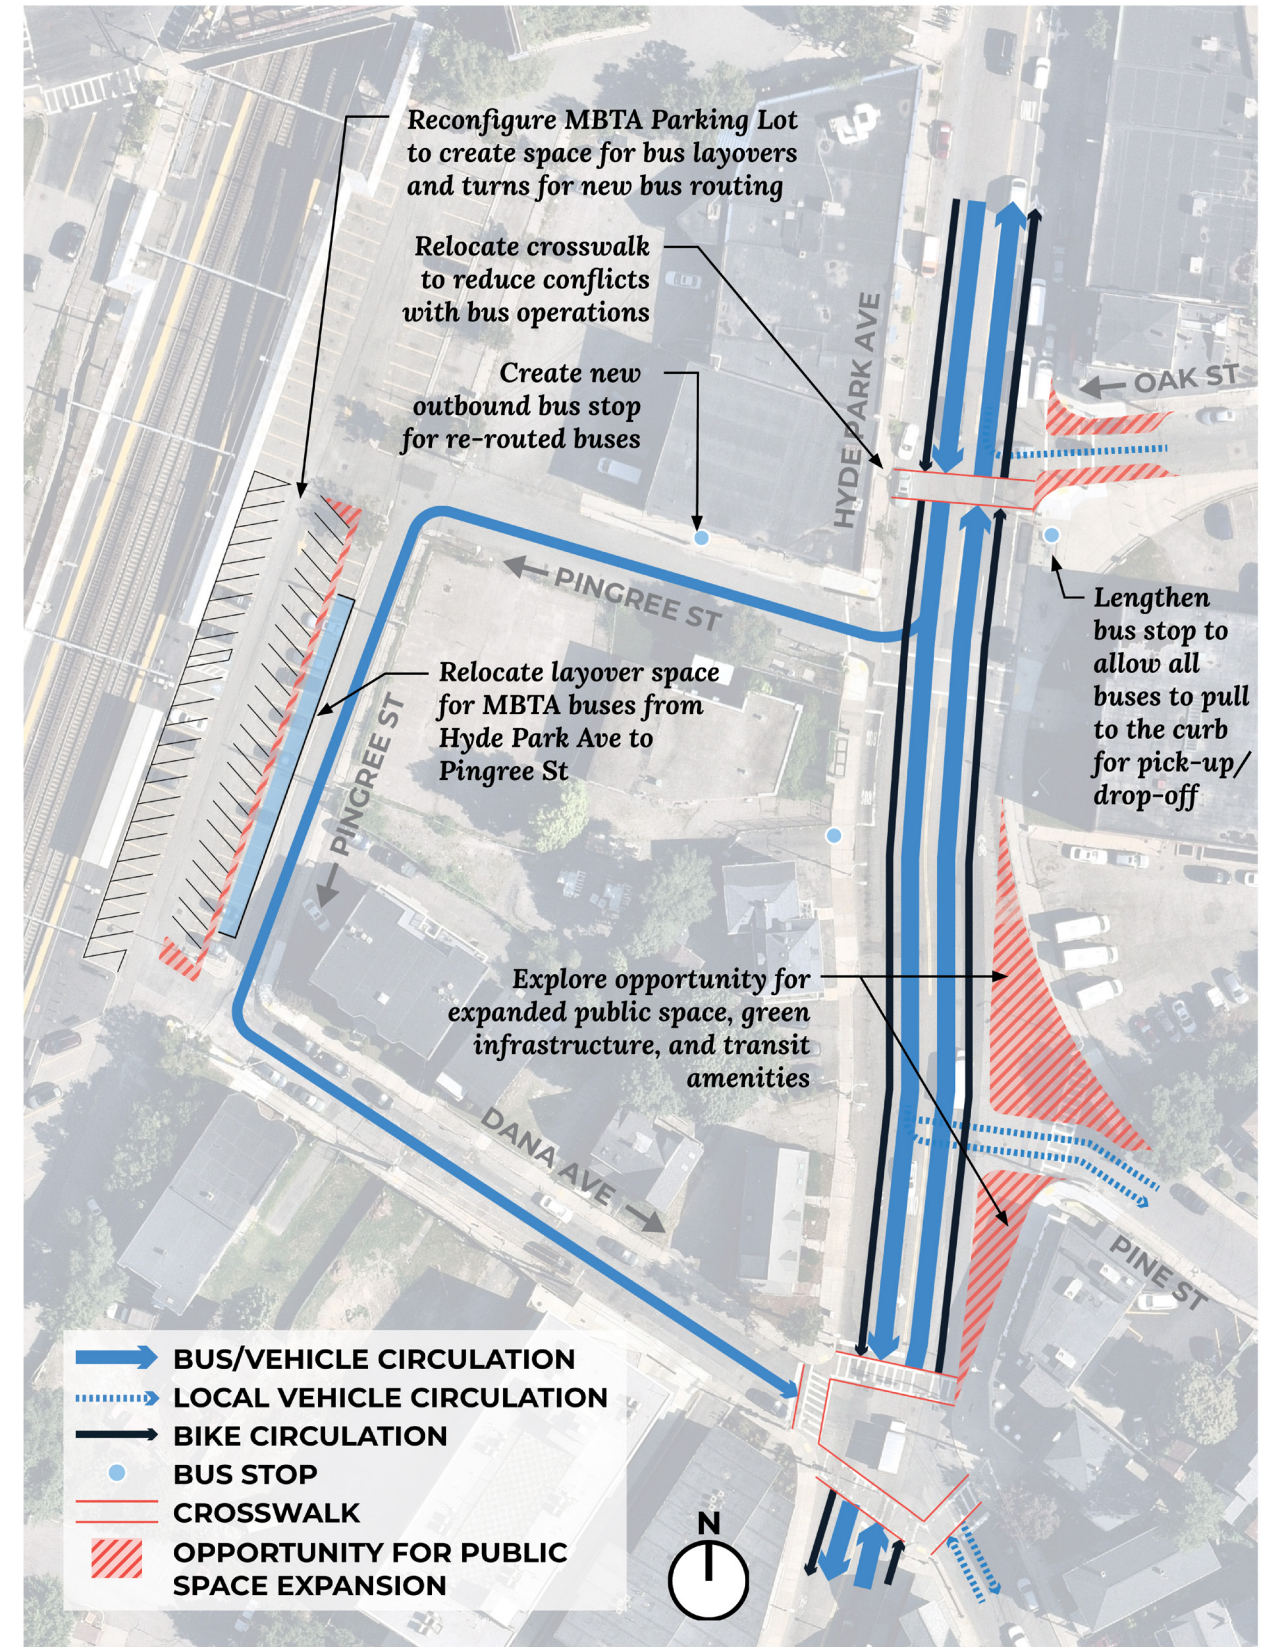 Reconfigure MBTA Parking Lot
to create space for bus layovers
and turns for new bus routing
Relocate crosswalk
to reduce conflicts
with bus operations
Create new
outbound bus stop
for re-routed buses
HYDE PARK AVE
OAK ST
PINGREE ST
Lengthen
bus stop to
allow all
buses to pull
to the curb
for pick-up/
drop-off
Relocate layover space
for MBTA buses from
Hyde Park Ave to
Pingree St
PINGREE ST
Explore opportunity for
expanded public space, green
infrastructure, and transit
amenities
DANA AVE
PINE ST
BUS/VEHICLE CIRCULATION
LOCAL VEHICLE CIRCULATION
BIKE CIRCULATION
BUS STOP
CROSSWALK
OPPORTUNITY FOR PUBLIC
SPACE EXPANSION
N